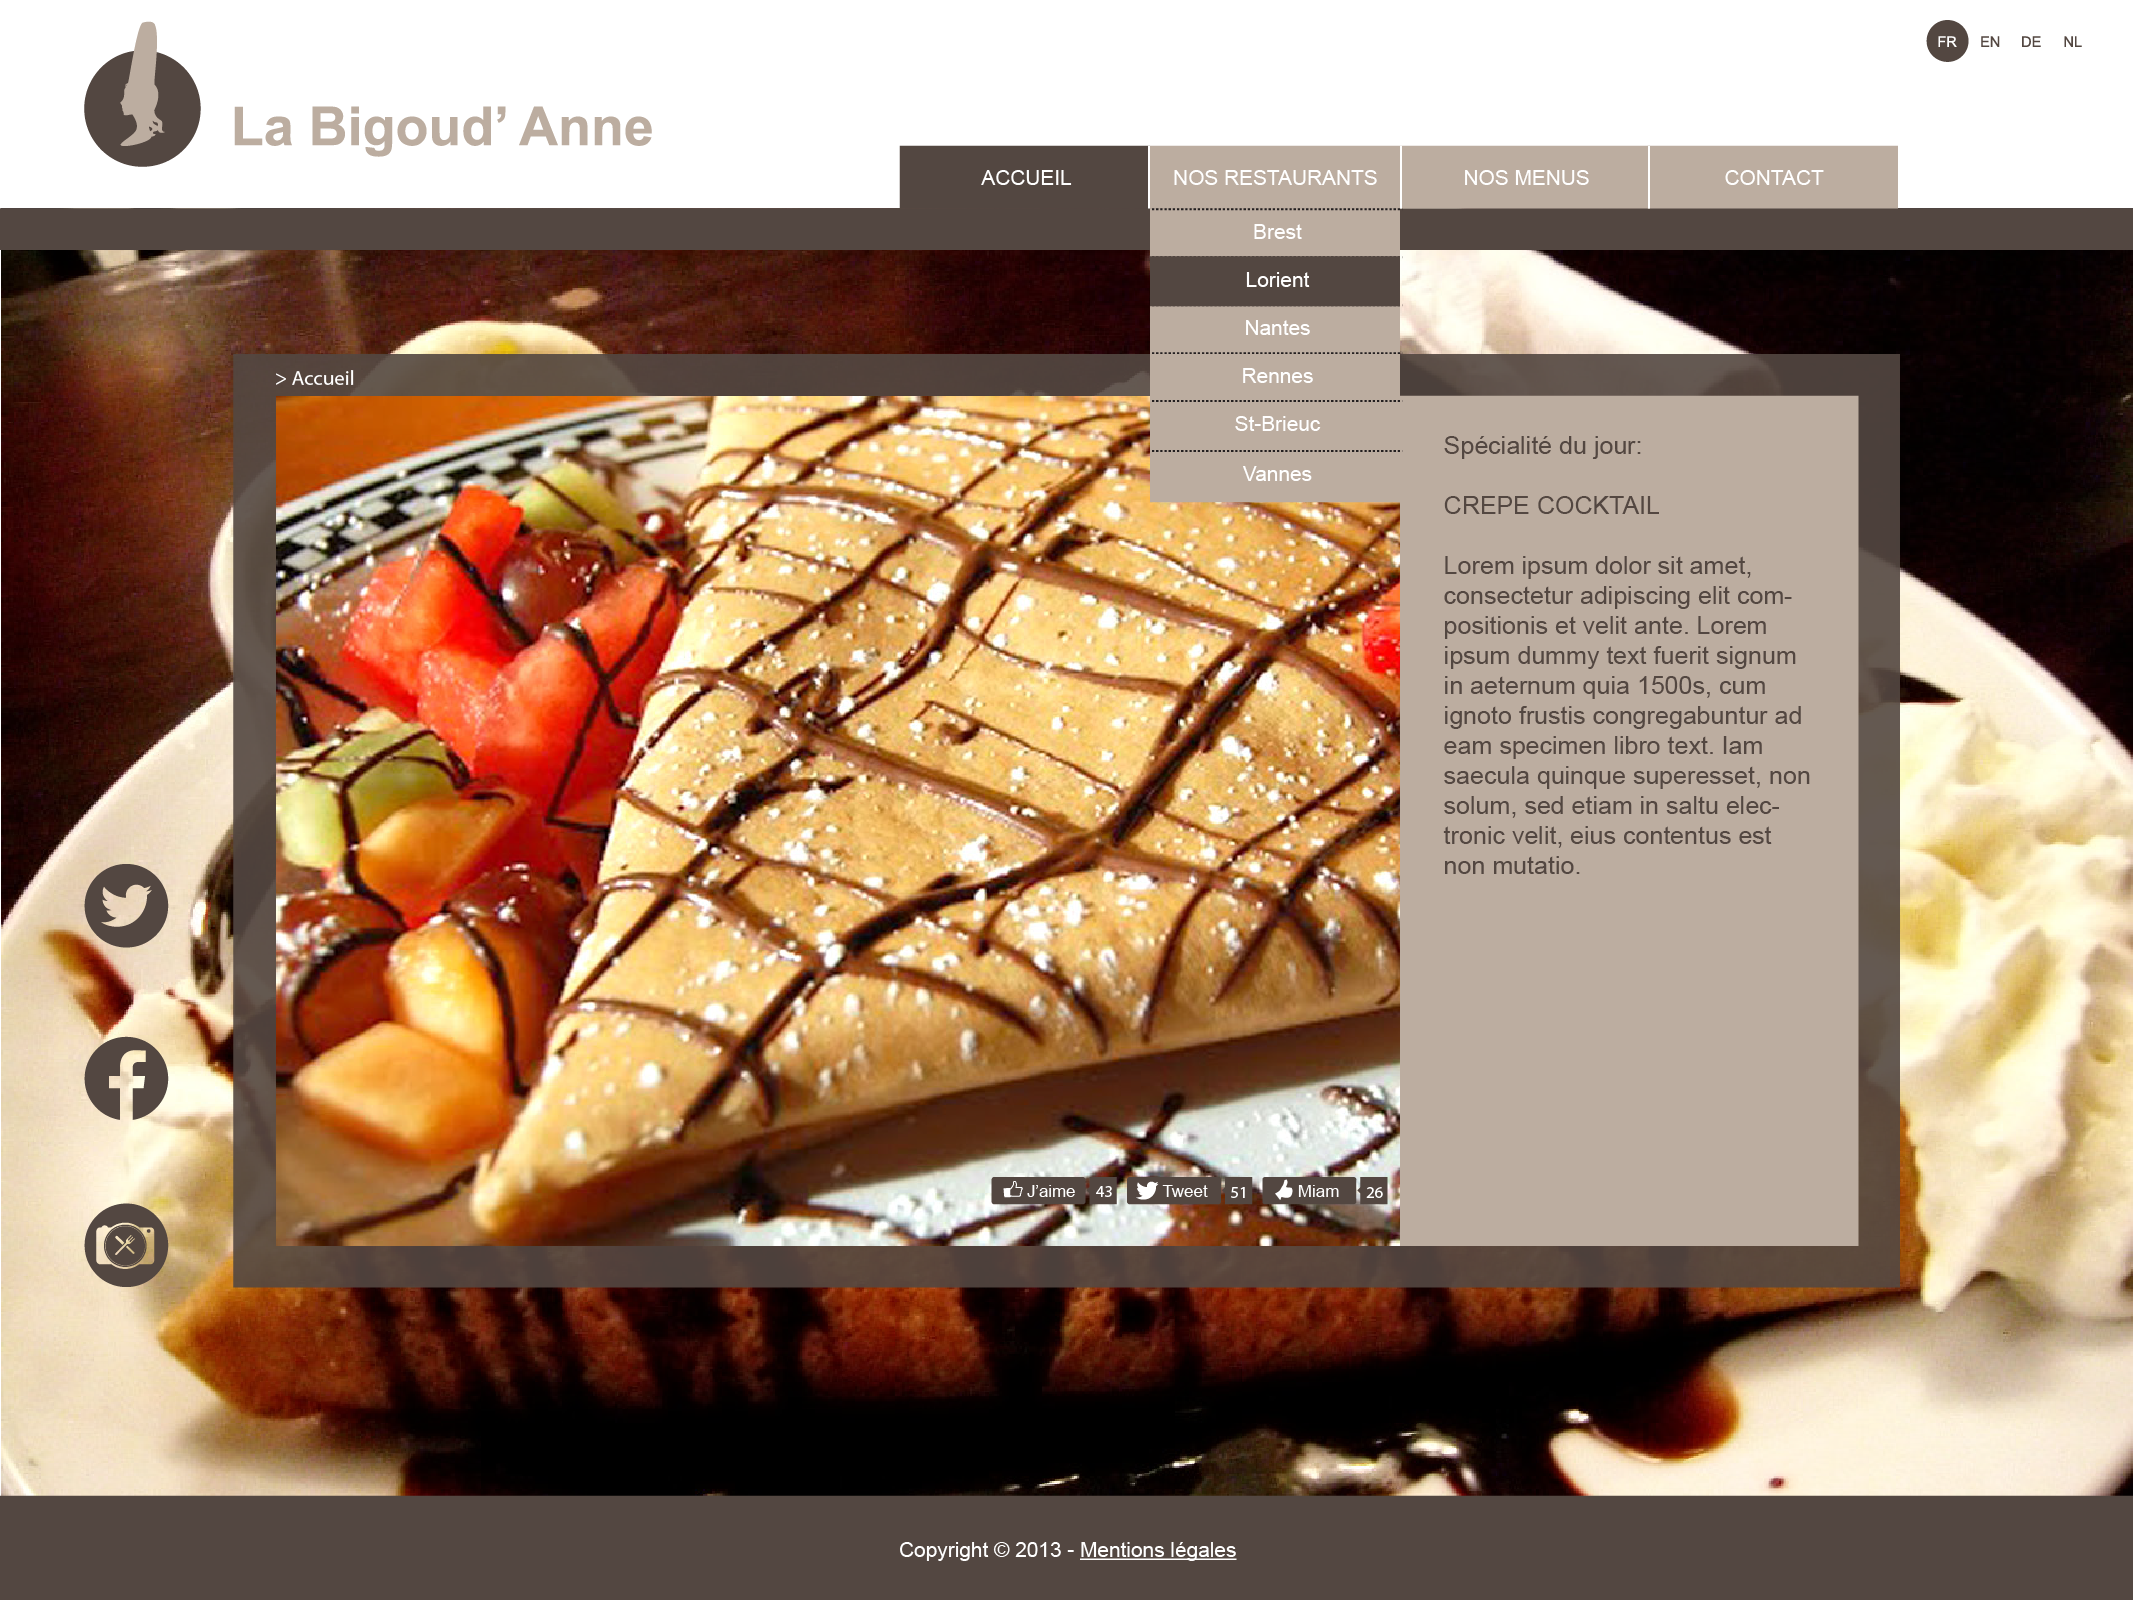 FR EN DE NL
La Bigoud’ Anne
ACCUEIL NOS RESTAURANTS NOS MENUS CONTACT
Brest
Lorient
Nantes
Rennes
St-Brieuc
Vannes
> Accueil
Spécialité du jour:
CREPE COCKTAIL
Lorem ipsum dolor sit amet,
consectetur adipiscing elit com-
positionis et velit ante. Lorem
ipsum dummy text fuerit signum
in aeternum quia 1500s, cum
ignoto frustis congregabuntur ad
eam specimen libro text. Iam
saecula quinque superesset, non
solum, sed etiam in saltu elec-
tronic velit, eius contentus est
non mutatio.
J’aime 43 Tweet 51 Miam 26
Copyright © 2013 - Mentions légales